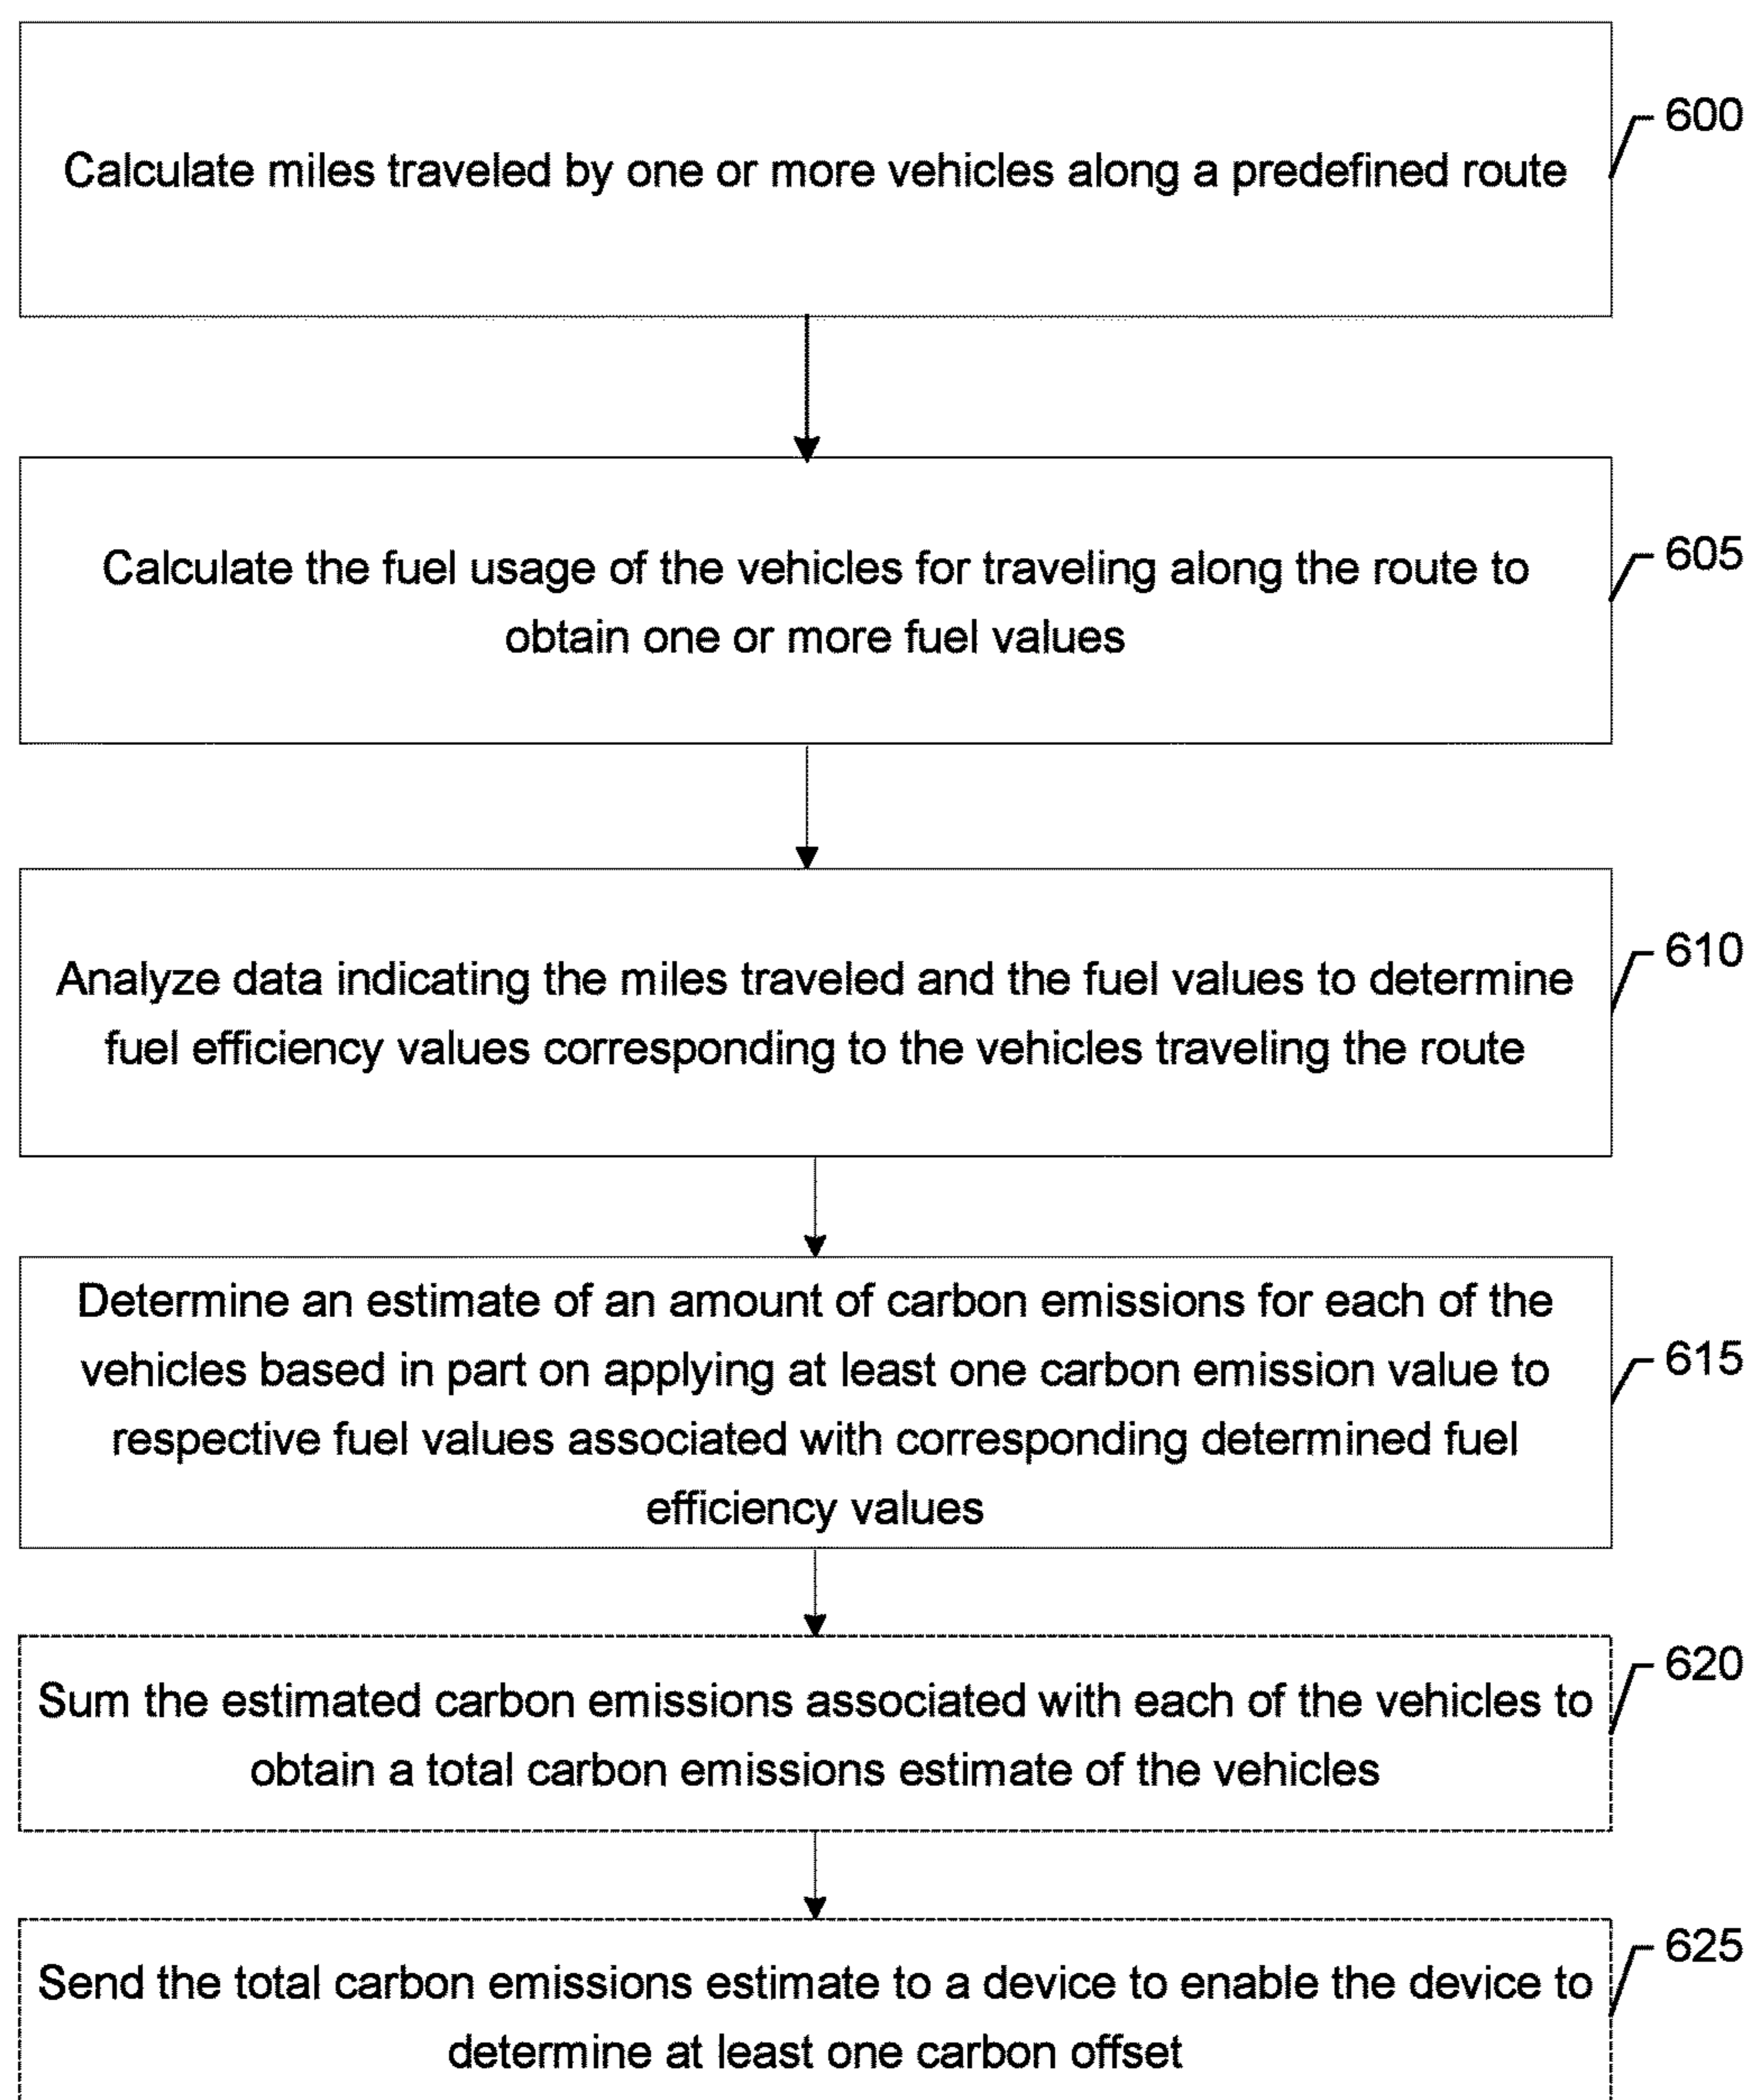 Calculate miles traveled by one or more vehicles along a predefined route
600
Calculate the fuel usage of the vehicles for traveling along the route to
obtain one or more fuel values
605
Analyze data indicating the miles traveled and the fuel values to determine
fuel efficiency values corresponding to the vehicles traveling the route
610
Determine an estimate of an amount of carbon emissions for each of the
vehicles based in part on applying at least one carbon emission value to
respective fuel values associated with corresponding determined fuel
efficiency values
615
Sum the estimated carbon emissions associated with each of the vehicles to
obtain a total carbon emissions estimate of the vehicles
620
Send the total carbon emissions estimate to a device to enable the device to
determine at least one carbon offset
625